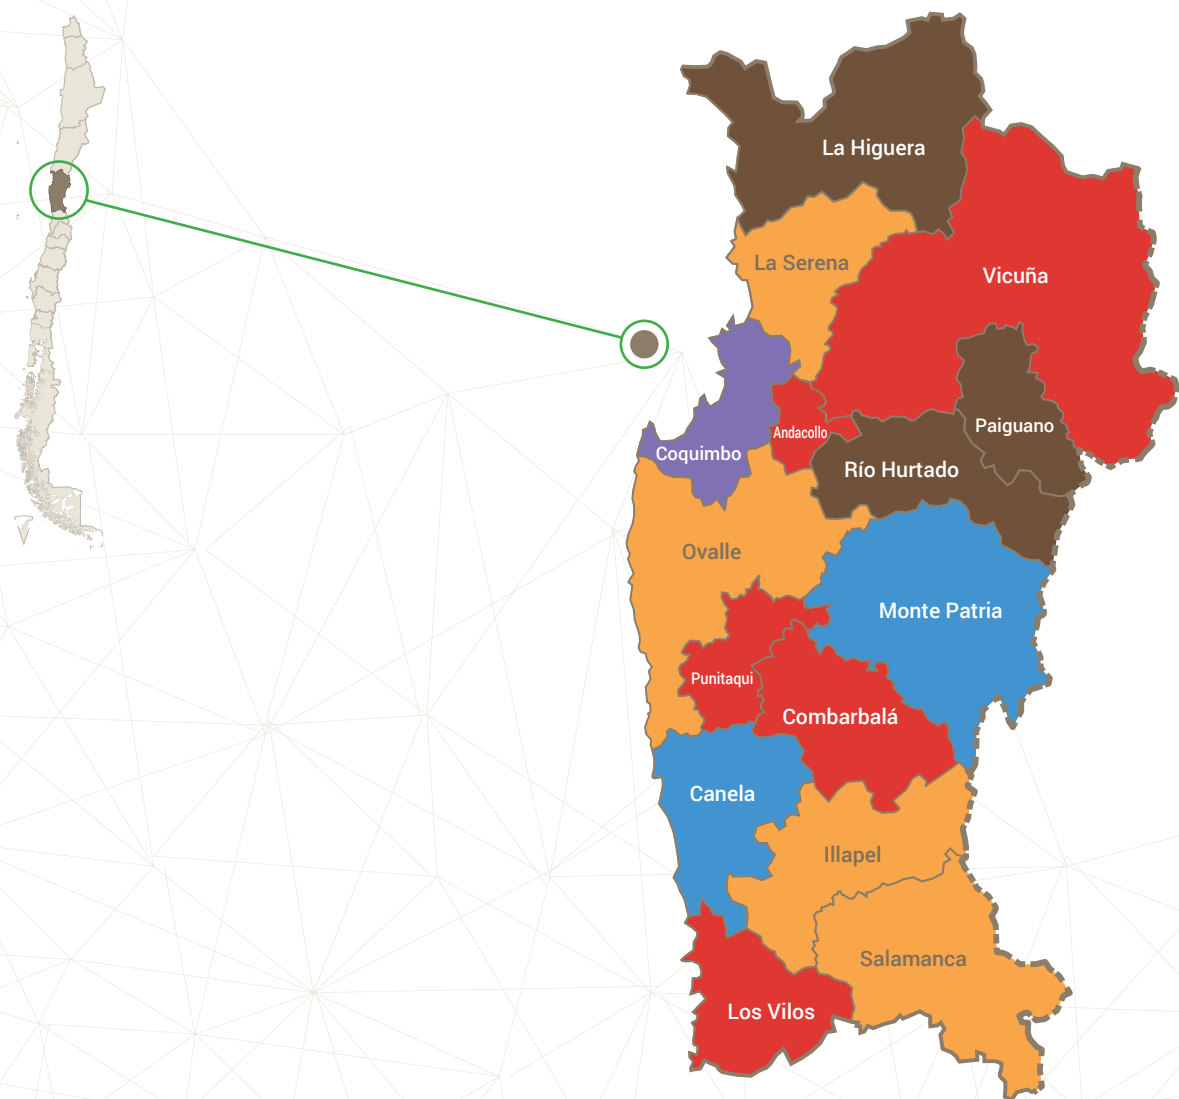 La Higuera
La Serena
Vicuña
Paiguano
Andacollo
Coquimbo
Río Hurtado
Ovalle
Monte Patria
Punitaqui
Combarbalá
Canela
Illapel
Salamanca
Los Vilos